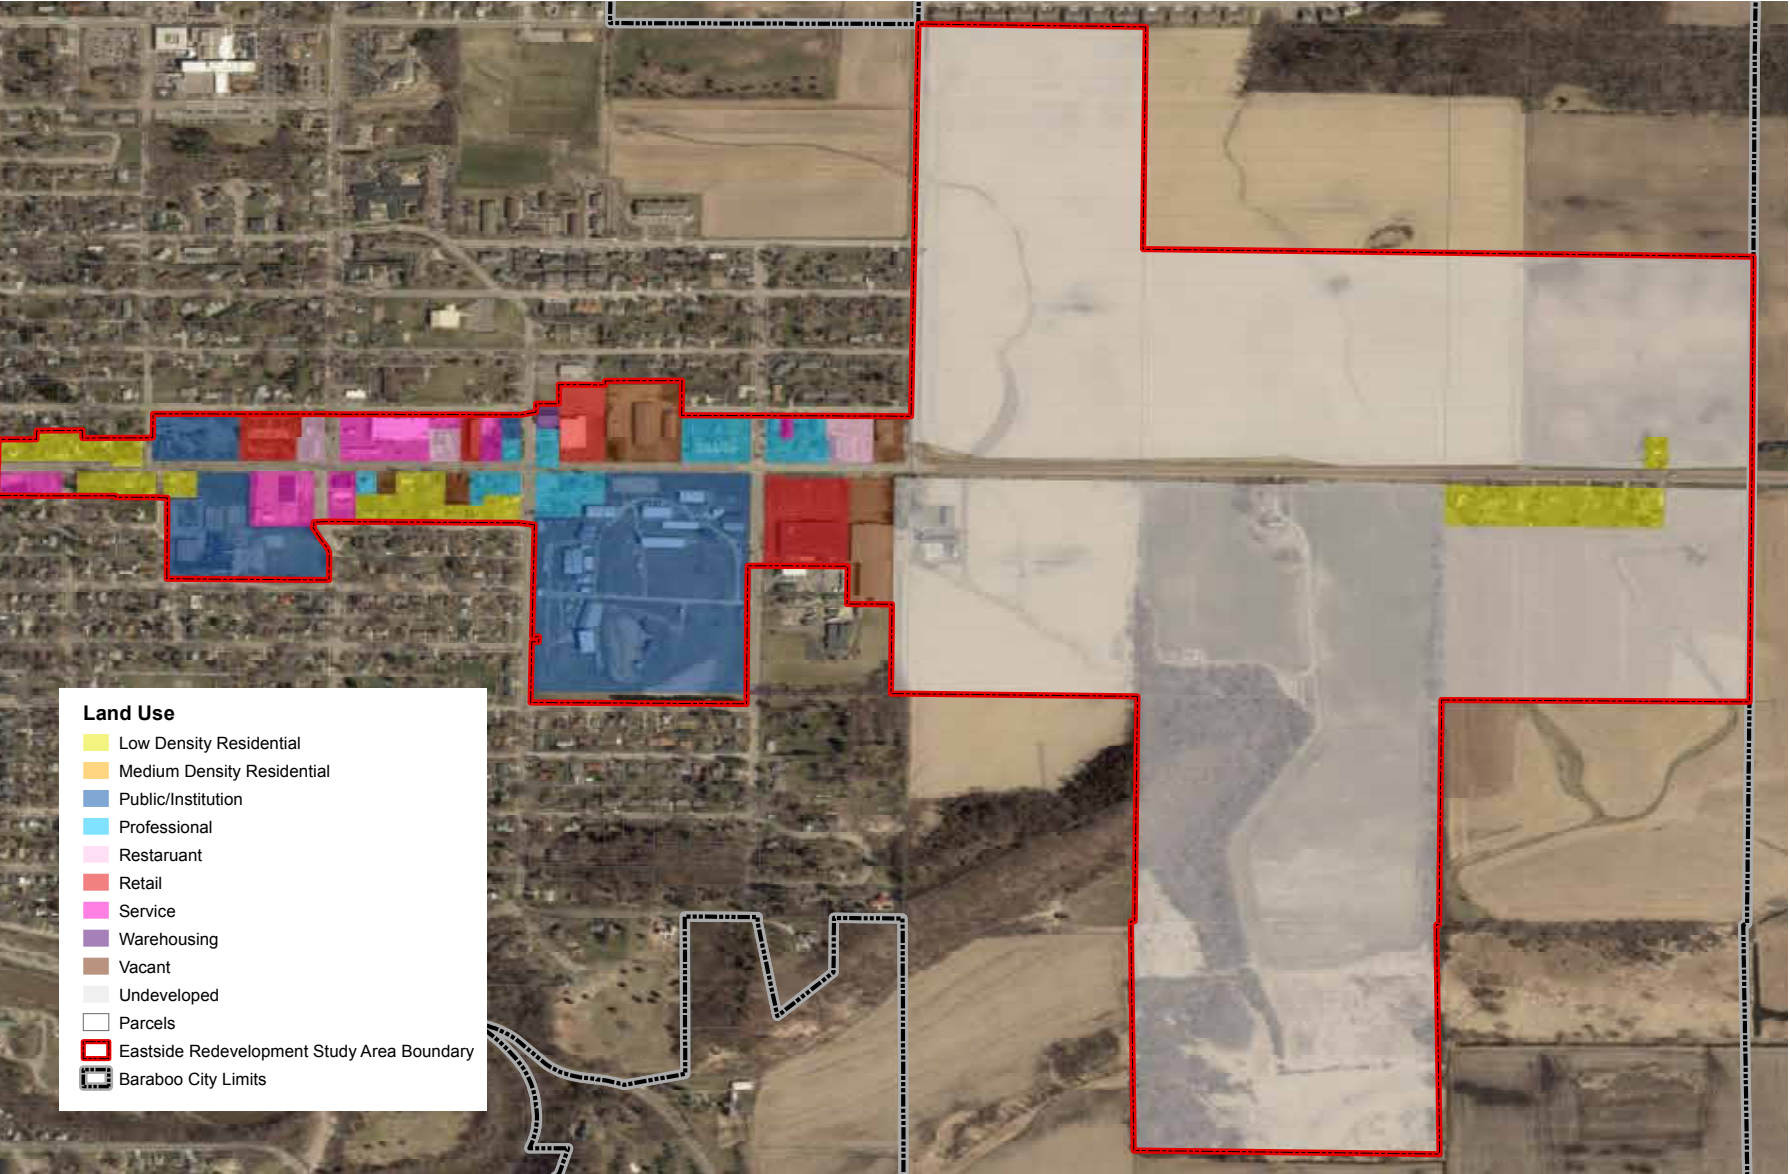 Land Use
Low Density Residential
Medium Density Residential
Public/Institution
Professional
Restaruant
Retail
Service
Warehousing
Vacant
Undeveloped
Parcels
Eastside Redevelopment Study Area Boundary
Baraboo City Limits